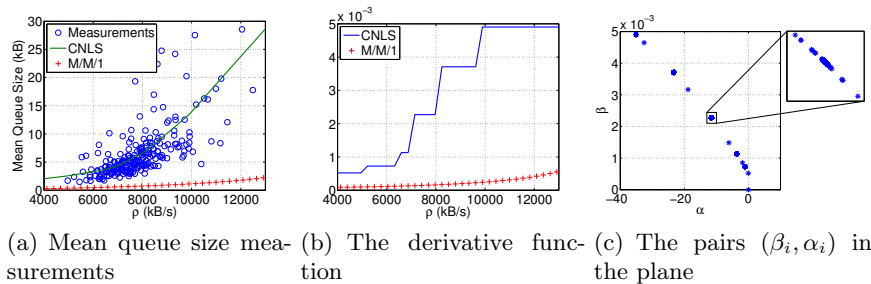 30
25
20
15
10
5
0
Mean Queue Size (kB)
Measurements
CNLS
M/M/1
4000 6000 8000 10000 12000
ρ (kB/s)
5 x 10⁻³
4
3
2
1
0
CNLS
M/M/1
4000 6000 8000 10000 12000
ρ (kB/s)
5 x 10⁻³
4
3
2
1
0
β
−40 −20 0
α
(a) Mean queue size mea-
surements
(b) The derivative func-
tion
(c) The pairs (βᵢ, αᵢ) in
the plane